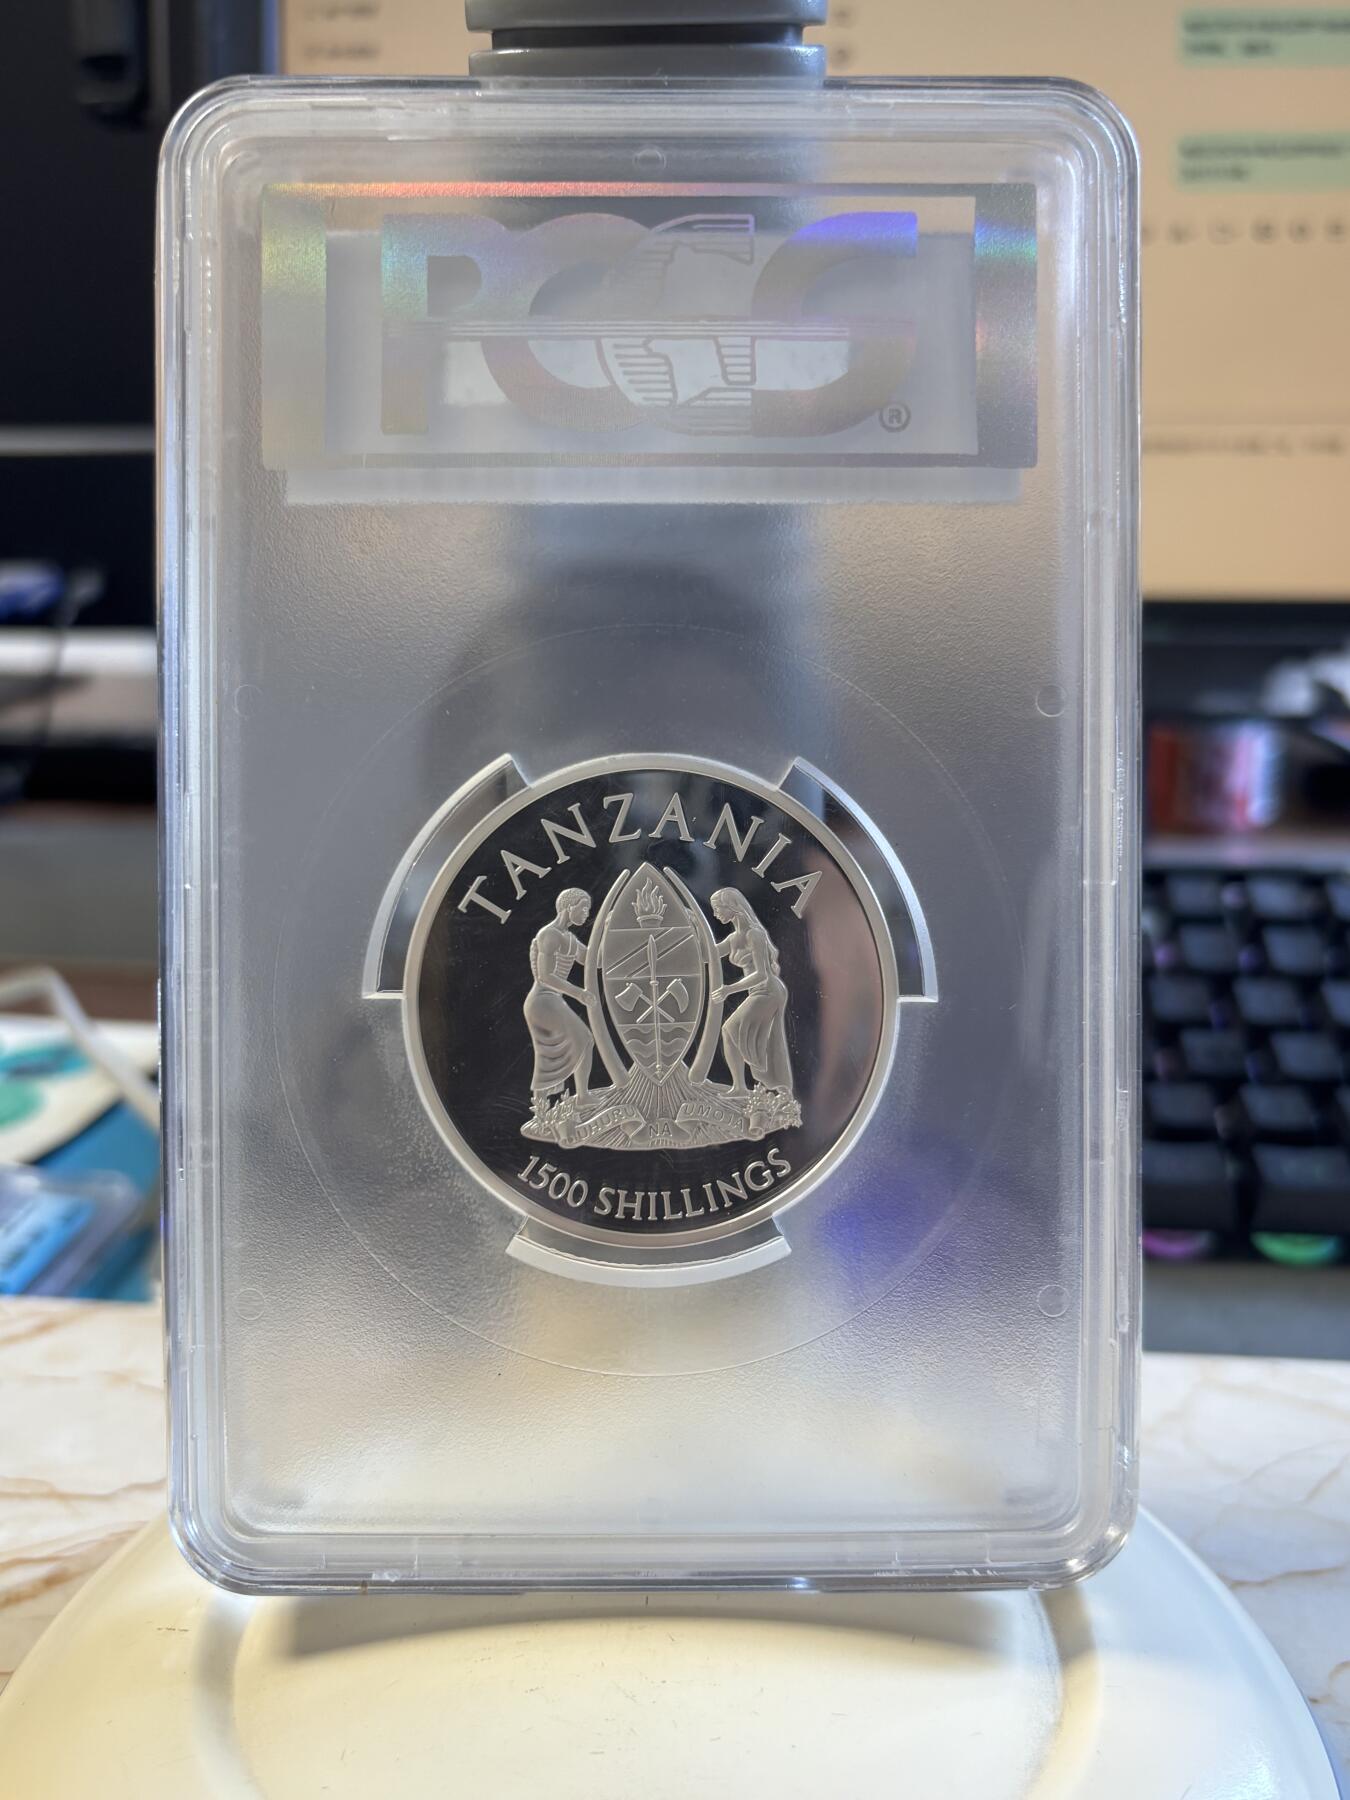 PCGS
®
TANZANIA
UHURU NA UMOJA
1500 SHILLINGS